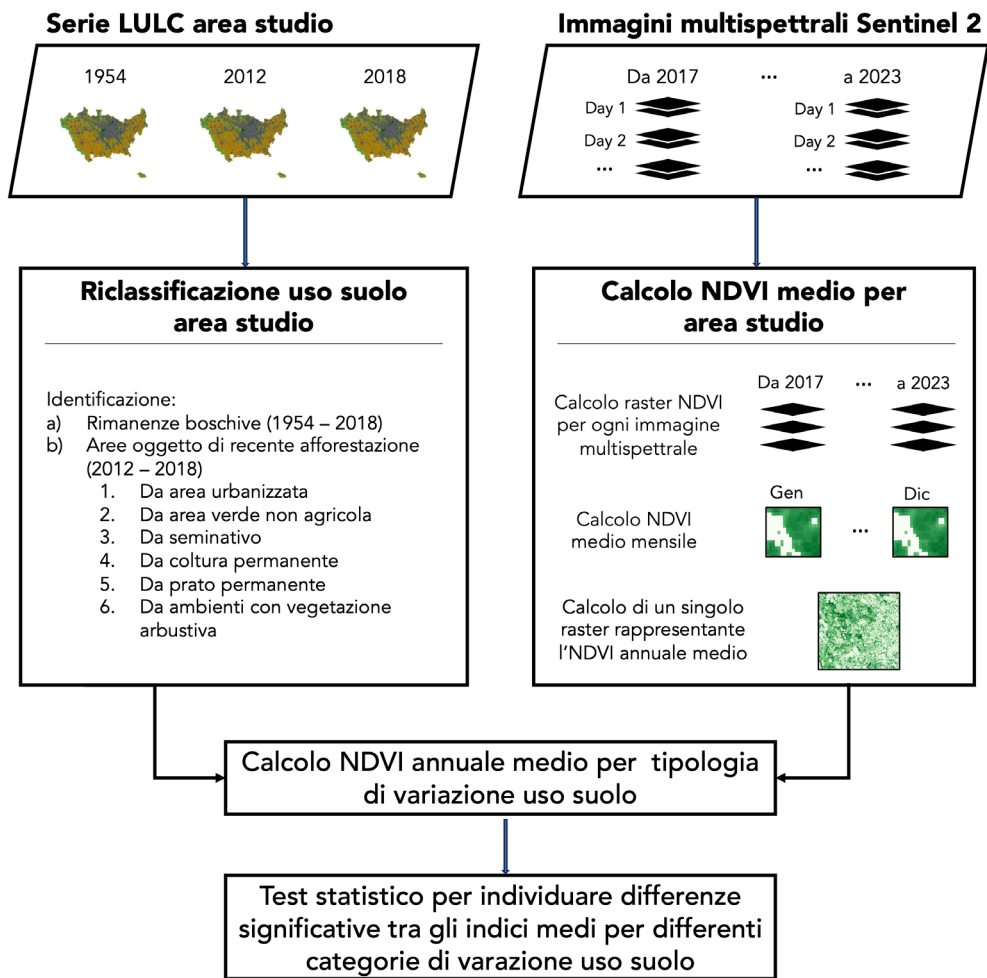 Serie LULC area studio
1954
2012
2018
Immagini multispettrali Sentinel 2
Da 2017
...
a 2023
Day 1
Day 1
Day 2
Day 2
...
...
Riclassificazione uso suolo
area studio
Identificazione:
a) Rimanenze boschive (1954 – 2018)
b) Aree oggetto di recente afforestazione
(2012 – 2018)
1. Da area urbanizzata
2. Da area verde non agricola
3. Da seminativo
4. Da coltura permanente
5. Da prato permanente
6. Da ambienti con vegetazione
arbustiva
Calcolo NDVI medio per
area studio
Da 2017
...
a 2023
Calcolo raster NDVI
per ogni immagine
multispettrale
Gen
Dic
Calcolo NDVI
medio mensile
...
Calcolo di un singolo
raster rappresentante
l'NDVI annuale medio
Calcolo NDVI annuale medio per tipologia
di variazione uso suolo
Test statistico per individuare differenze
significative tra gli indici medi per differenti
categorie di varazione uso suolo